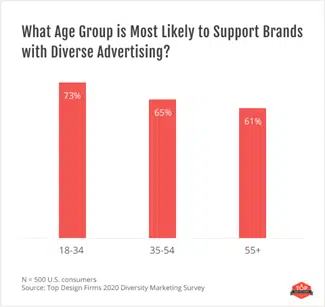 What Age Group is Most Likely to Support Brands
with Diverse Advertising?
73%
65%
61%
18-34
35-54
55+
N = 500 U.S. consumers
Source: Top Design Firms 2020 Diversity Marketing Survey
TOP